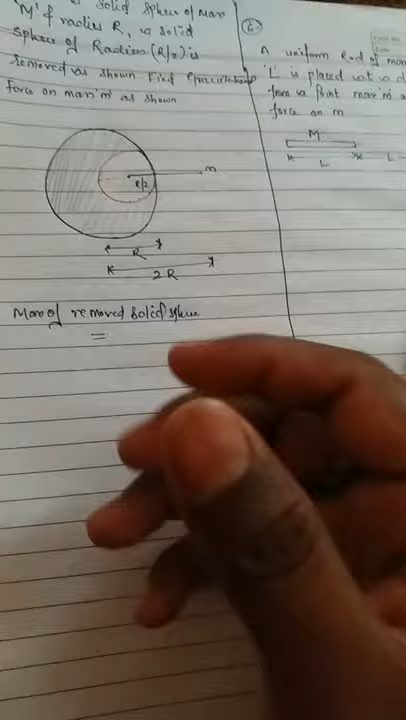 solid sphere of Mass
'M' & radius R, a solid
sphere of Radius (R/2) is
removed as shown Find Gravitational
force on mass 'm' as shown
m
R/2
R
2R
Mass of removed solid sphere
=
6
A uniform Rod of mass
'L' is placed at a d
from a point mass 'm' a
force on m
M
L
L